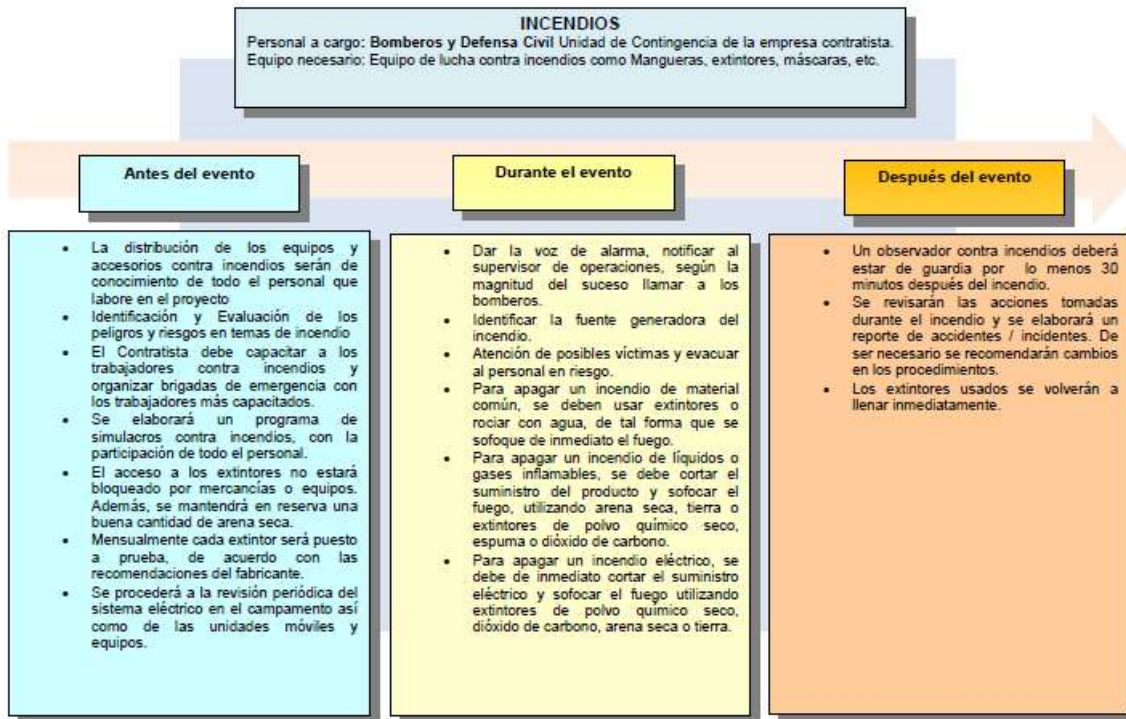 INCENDIOS
Personal a cargo: Bomberos y Defensa Civil Unidad de Contingencia de la empresa contratista.
Equipo necesario: Equipo de lucha contra incendios como Mangueras, extintores, máscaras, etc.
Antes del evento
• La distribución de los equipos y
accesorios contra incendios serán de
conocimiento de todo el personal que
labore en el proyecto
• Identificación y Evaluación de los
peligros y riesgos en temas de incendio
• El Contratista debe capacitar a los
trabajadores contra incendios y
organizar brigadas de emergencia con
los trabajadores más capacitados.
• Se elaborará un programa de
simulacros contra incendios, con la
participación de todo el personal.
• El acceso a los extintores no estará
bloqueado por mercancías o equipos.
Además, se mantendrá en reserva una
buena cantidad de arena seca.
• Mensualmente cada extintor será puesto
a prueba, de acuerdo con las
recomendaciones del fabricante.
• Se procederá a la revisión periódica del
sistema eléctrico en el campamento así
como de las unidades móviles y
equipos.
Durante el evento
• Dar la voz de alarma, notificar al
supervisor de operaciones, según la
magnitud del suceso llamar a los
bomberos.
• Identificar la fuente generadora del
incendio.
• Atención de posibles víctimas y evacuar
al personal en riesgo.
• Para apagar un incendio de material
común, se deben usar extintores o
rociar con agua, de tal forma que se
sofoque de inmediato el fuego.
• Para apagar un incendio de líquidos o
gases inflamables, se debe cortar el
suministro del producto y sofocar el
fuego, utilizando arena seca, tierra o
extintores de polvo químico seco,
espuma o dióxido de carbono.
• Para apagar un incendio eléctrico, se
debe de inmediato cortar el suministro
eléctrico y sofocar el fuego utilizando
extintores de polvo químico seco,
dióxido de carbono, arena seca o tierra.
Después del evento
• Un observador contra incendios deberá
estar de guardia por lo menos 30
minutos después del incendio.
• Se revisarán las acciones tomadas
durante el incendio y se elaborará un
reporte de accidentes / incidentes. De
ser necesario se recomendarán cambios
en los procedimientos.
• Los extintores usados se volverán a
llenar inmediatamente.